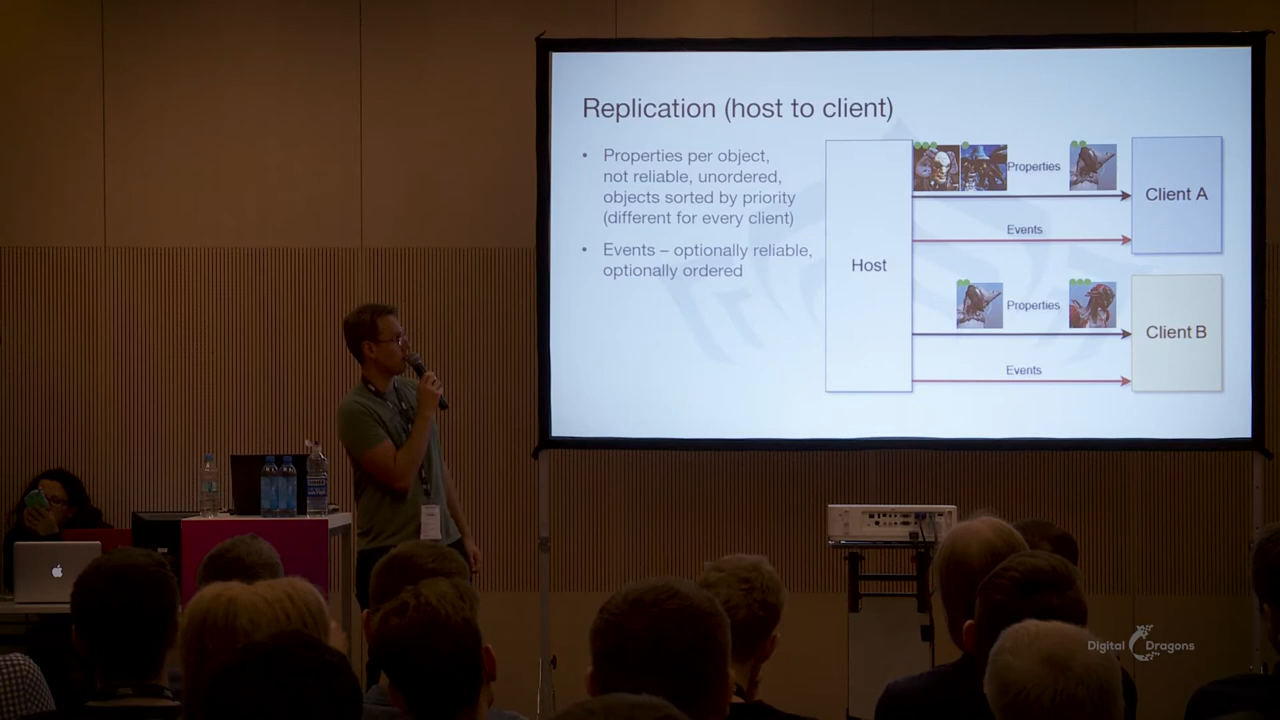 Replication (host to client)
• Properties per object,
not reliable, unordered,
objects sorted by priority
(different for every client)
• Events – optionally reliable,
optionally ordered
Host
Properties
Events
Client A
Properties
Events
Client B
Digital Dragons